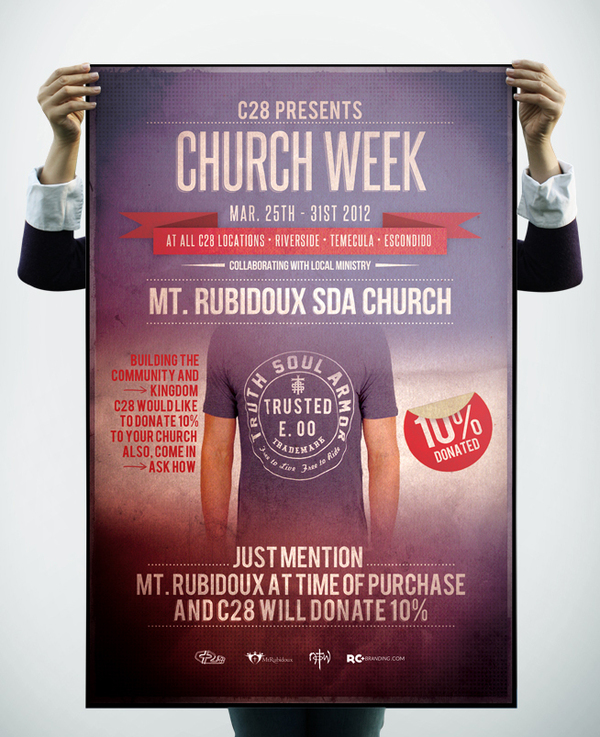 C28 PRESENTS
CHURCH WEEK
MAR. 25TH - 31ST 2012
AT ALL C28 LOCATIONS • RIVERSIDE • TEMECULA • ESCONDIDO
COLLABORATING WITH LOCAL MINISTRY
MT. RUBIDOUX SDA CHURCH
BUILDING THE
COMMUNITY AND
→ KINGDOM
C28 WOULD LIKE
TO DONATE 10%
TO YOUR CHURCH
ALSO, COME IN
→ ASK HOW
TRUTH SOUL ARMOR
TRUSTED
E. OO
TRADEMARK
Free to Live Free to Ride
10%
DONATED
JUST MENTION
MT. RUBIDOUX AT TIME OF PURCHASE
AND C28 WILL DONATE 10%
C28 MtRubidoux RC+BRANDING.COM